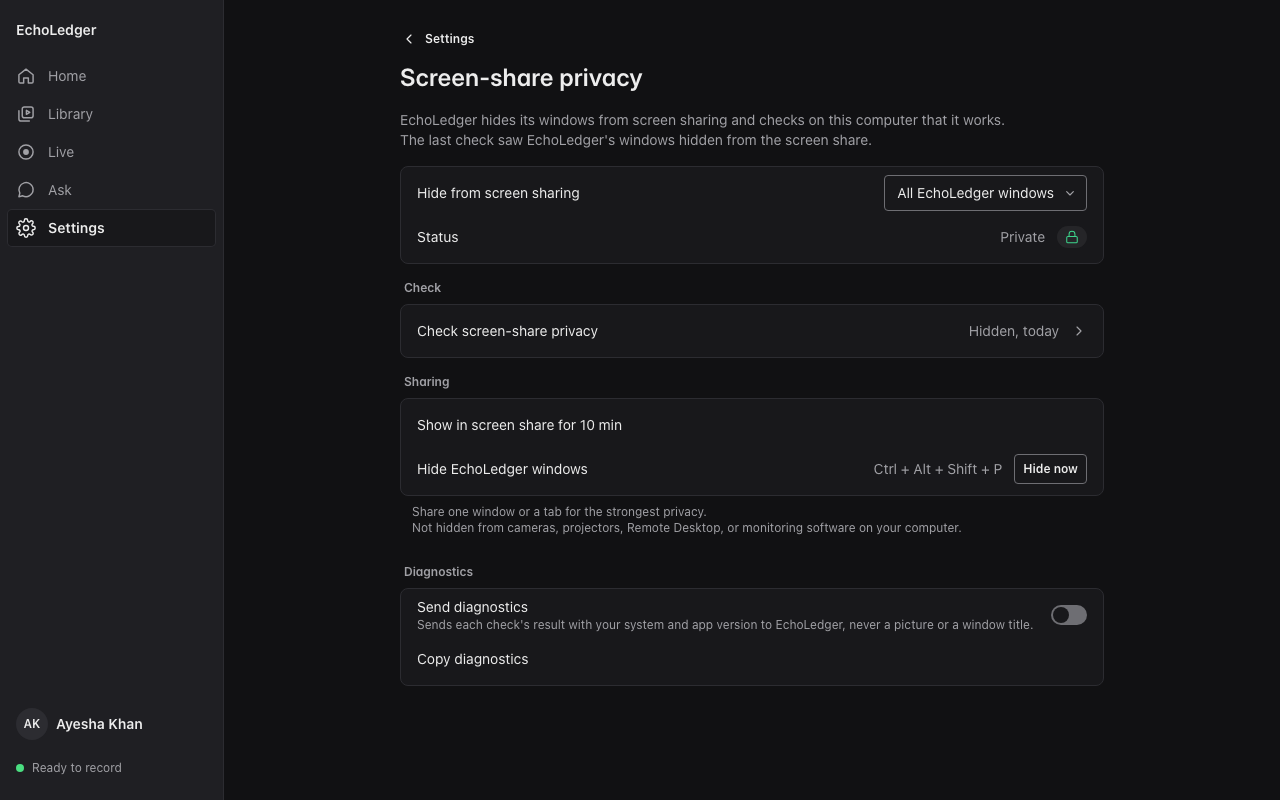 EchoLedger
Home
Library
Live
Ask
Settings
AK
Ayesha Khan
Ready to record
Settings
Screen-share privacy
EchoLedger hides its windows from screen sharing and checks on this computer that it works.
The last check saw EchoLedger's windows hidden from the screen share.
Hide from screen sharing
All EchoLedger windows
Status
Private
Check
Check screen-share privacy
Hidden, today
Sharing
Show in screen share for 10 min
Hide EchoLedger windows
Ctrl + Alt + Shift + P
Hide now
Share one window or a tab for the strongest privacy.
Not hidden from cameras, projectors, Remote Desktop, or monitoring software on your computer.
Diagnostics
Send diagnostics
Sends each check's result with your system and app version to EchoLedger, never a picture or a window title.
Copy diagnostics